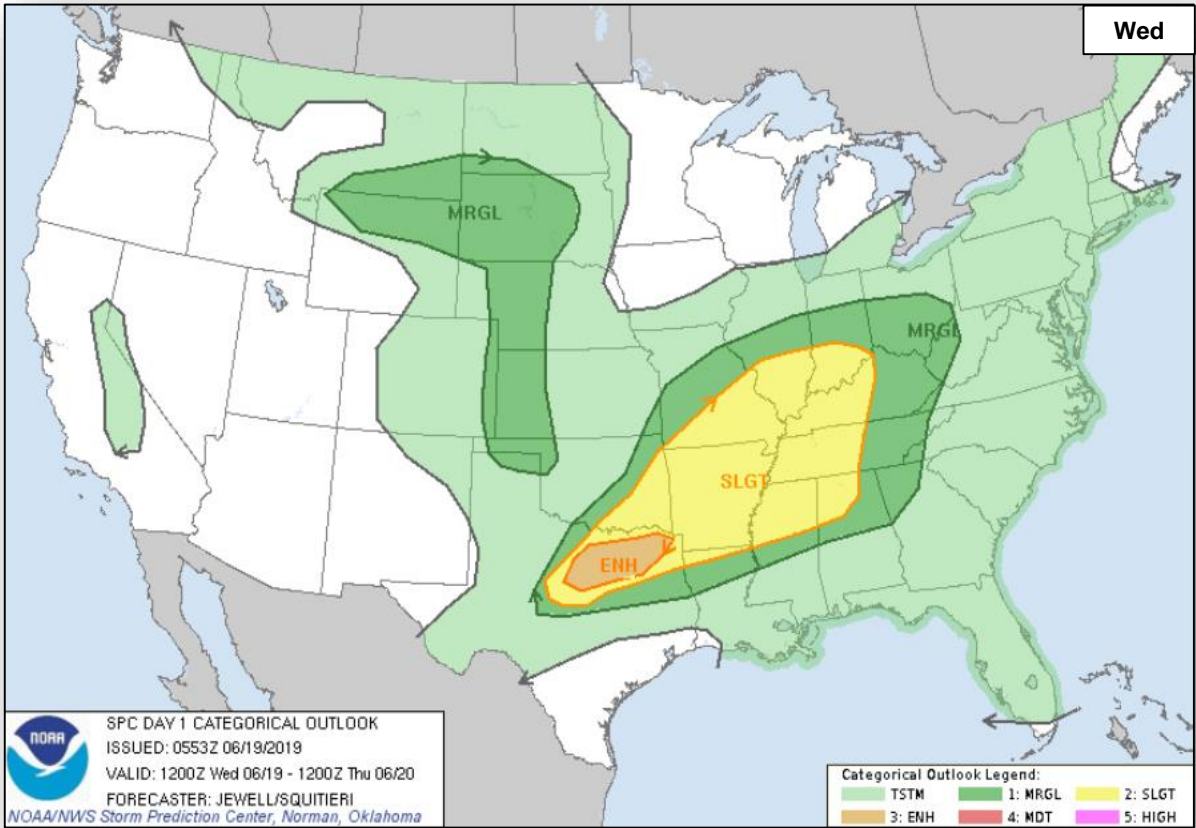 Wed
MRGL
MRGL
SLGT
ENH
NOAA
SPC DAY 1 CATEGORICAL OUTLOOK
ISSUED: 0553Z 06/19/2019
VALID: 1200Z Wed 06/19 - 1200Z Thu 06/20
FORECASTER: JEWELL/SQUITIERI
NOAA/NWS Storm Prediction Center, Norman, Oklahoma
Categorical Outlook Legend:
TSTM 1: MRGL 2: SLGT
3: ENH 4: MDT 5: HIGH